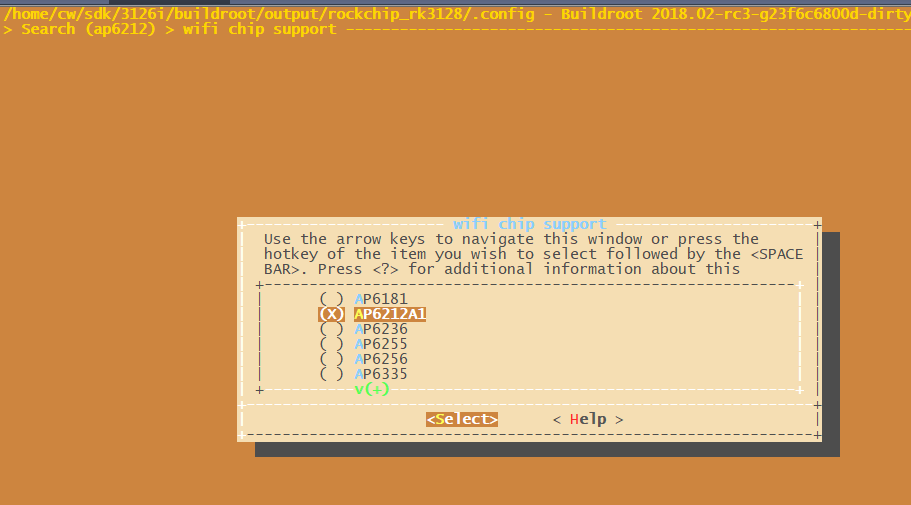 /home/cw/sdk/3126i/buildroot/output/rockchip_rk3128/.config - Buildroot 2018.02-rc3-g23f6c6800d-dirty
> Search (ap6212) > wifi chip support
wifi chip support
Use the arrow keys to navigate this window or press the
hotkey of the item you wish to select followed by the <SPACE
BAR>. Press <?> for additional information about this
( ) AP6181
(X) AP6212A1
( ) AP6236
( ) AP6255
( ) AP6256
( ) AP6335
v(+)
<Select> < Help >